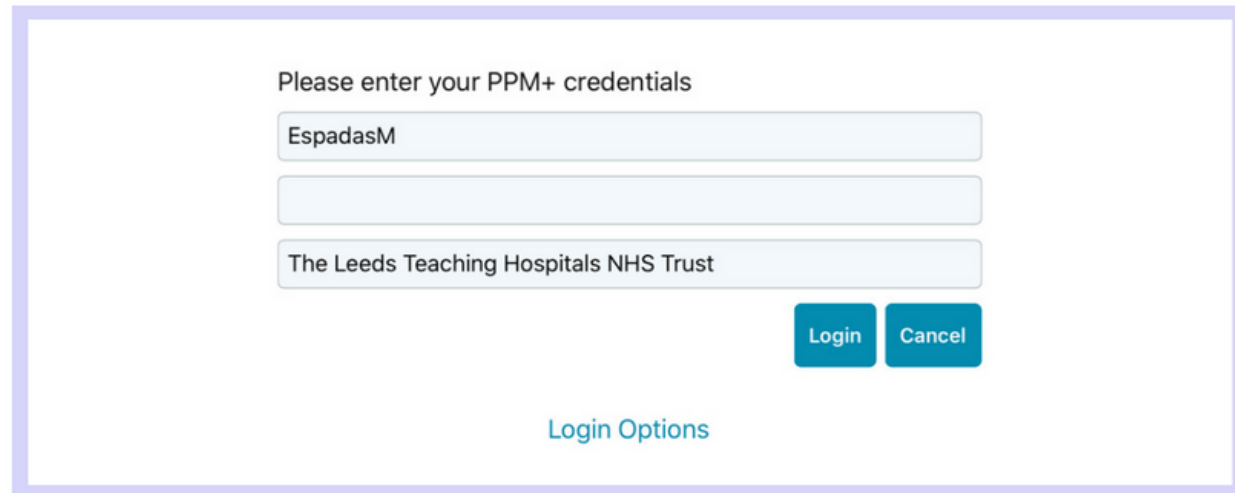 Please enter your PPM+ credentials
EspadasM
The Leeds Teaching Hospitals NHS Trust
Login Cancel
Login Options